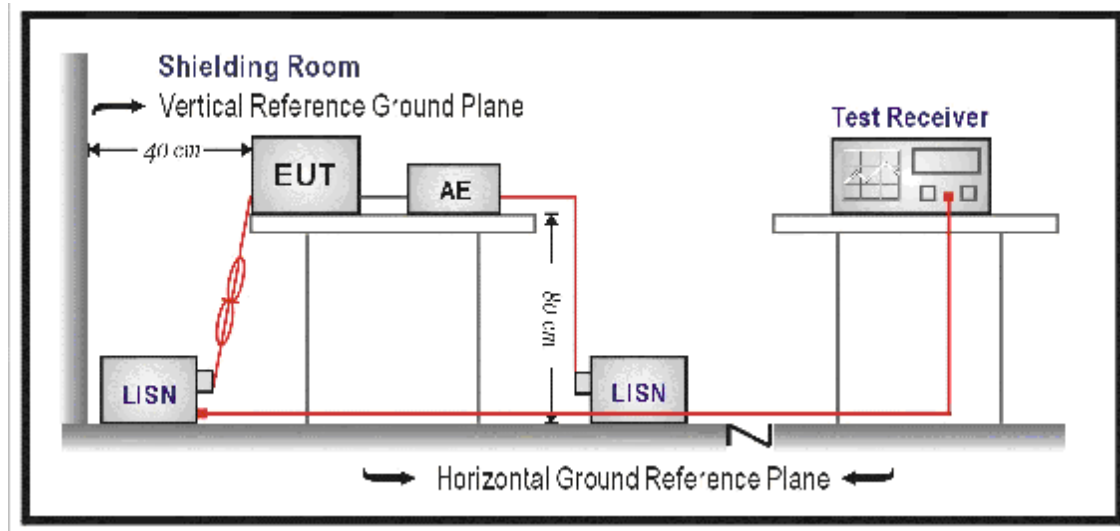 Shielding Room
Vertical Reference Ground Plane
Test Receiver
40 cm
EUT
AE
80 cm
LISN
LISN
Horizontal Ground Reference Plane